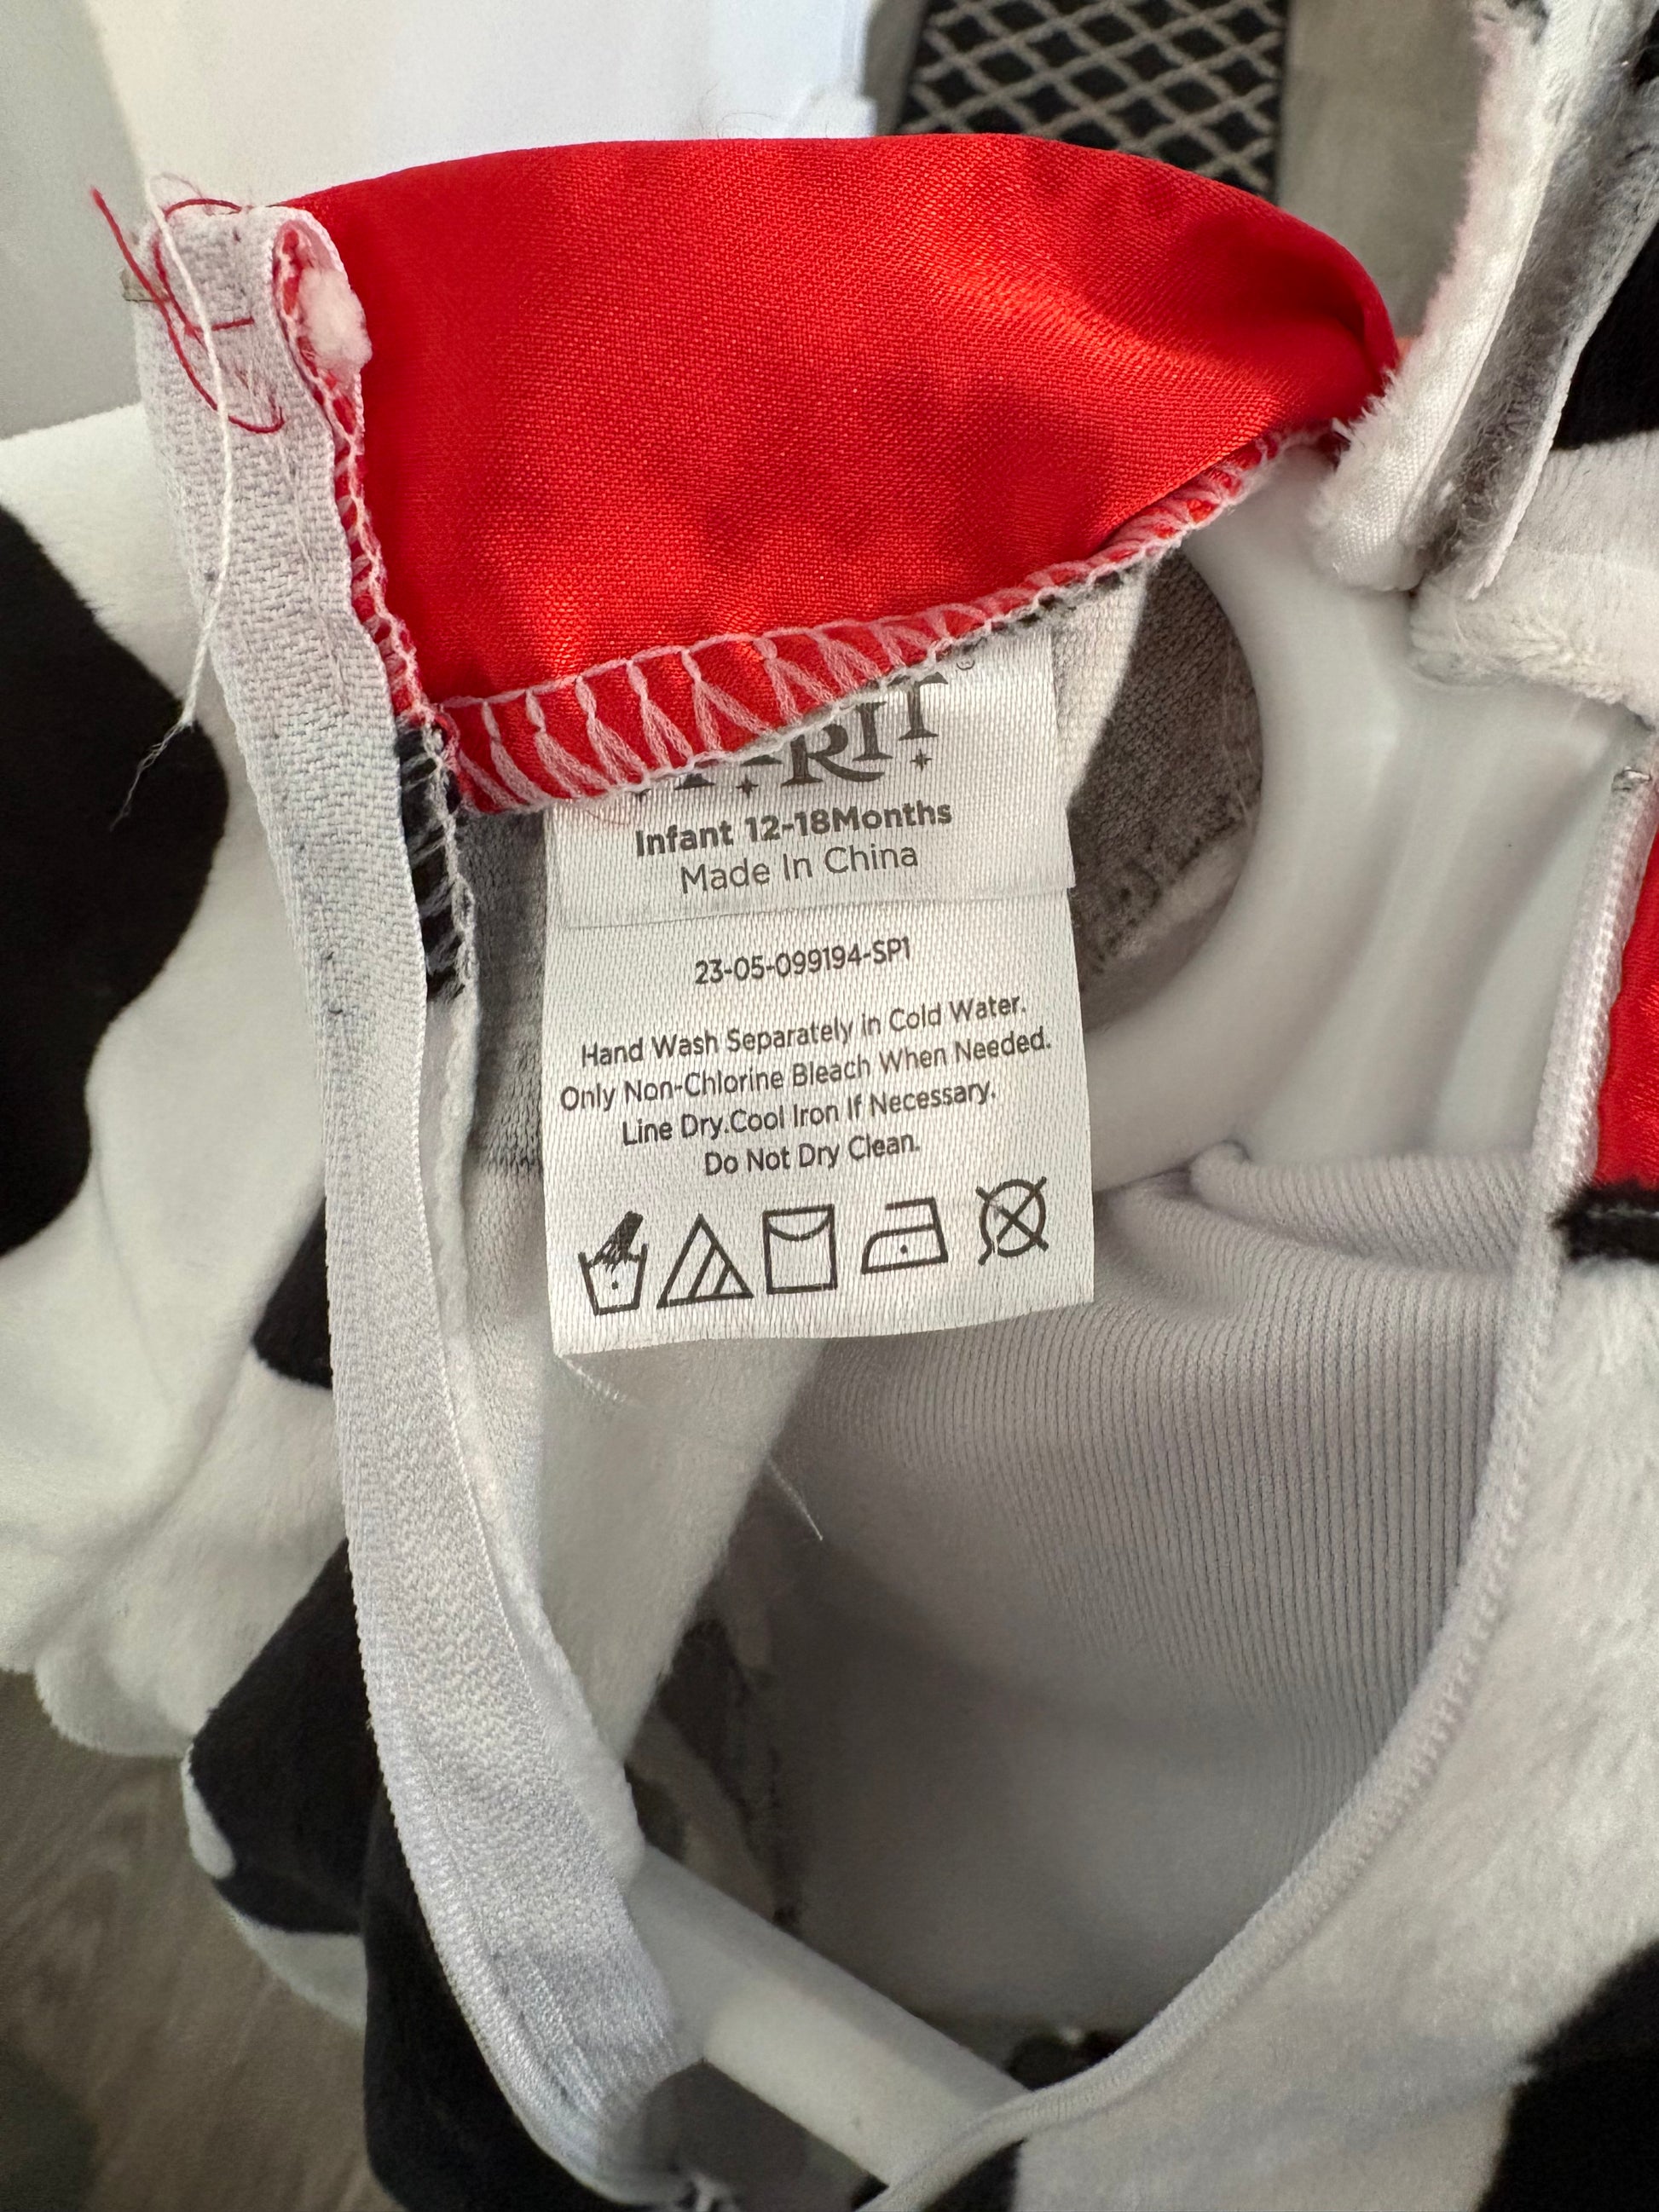 Infant 12-18Months
Made In China
23-05-099194-SP1
Hand Wash Separately in Cold Water.
Only Non-Chlorine Bleach When Needed.
Line Dry.Cool Iron If Necessary.
Do Not Dry Clean.